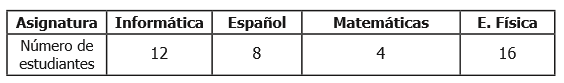 Asignatura Informática Español Matemáticas E. Física
Número de estudiantes 12 8 4 16